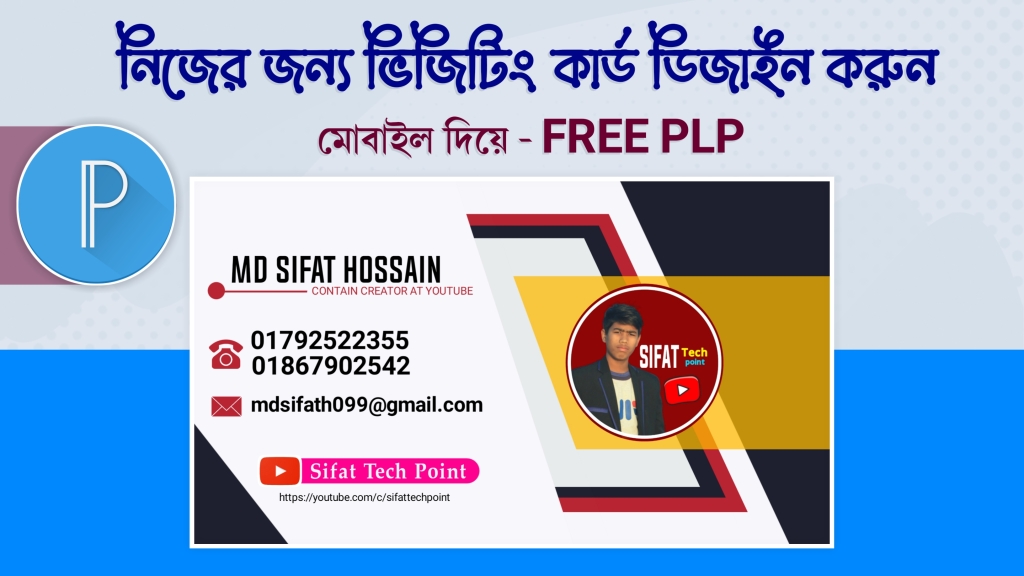 নিজের জন্য ভিজিটিং কার্ড ডিজাইন করুন
মোবাইল দিয়ে - FREE PLP
P
MD SIFAT HOSSAIN
CONTAIN CREATOR AT YOUTUBE
01792522355
01867902542
mdsifath099@gmail.com
Sifat Tech Point
https://youtube.com/c/sifattechpoint
SIFAT Tech
point